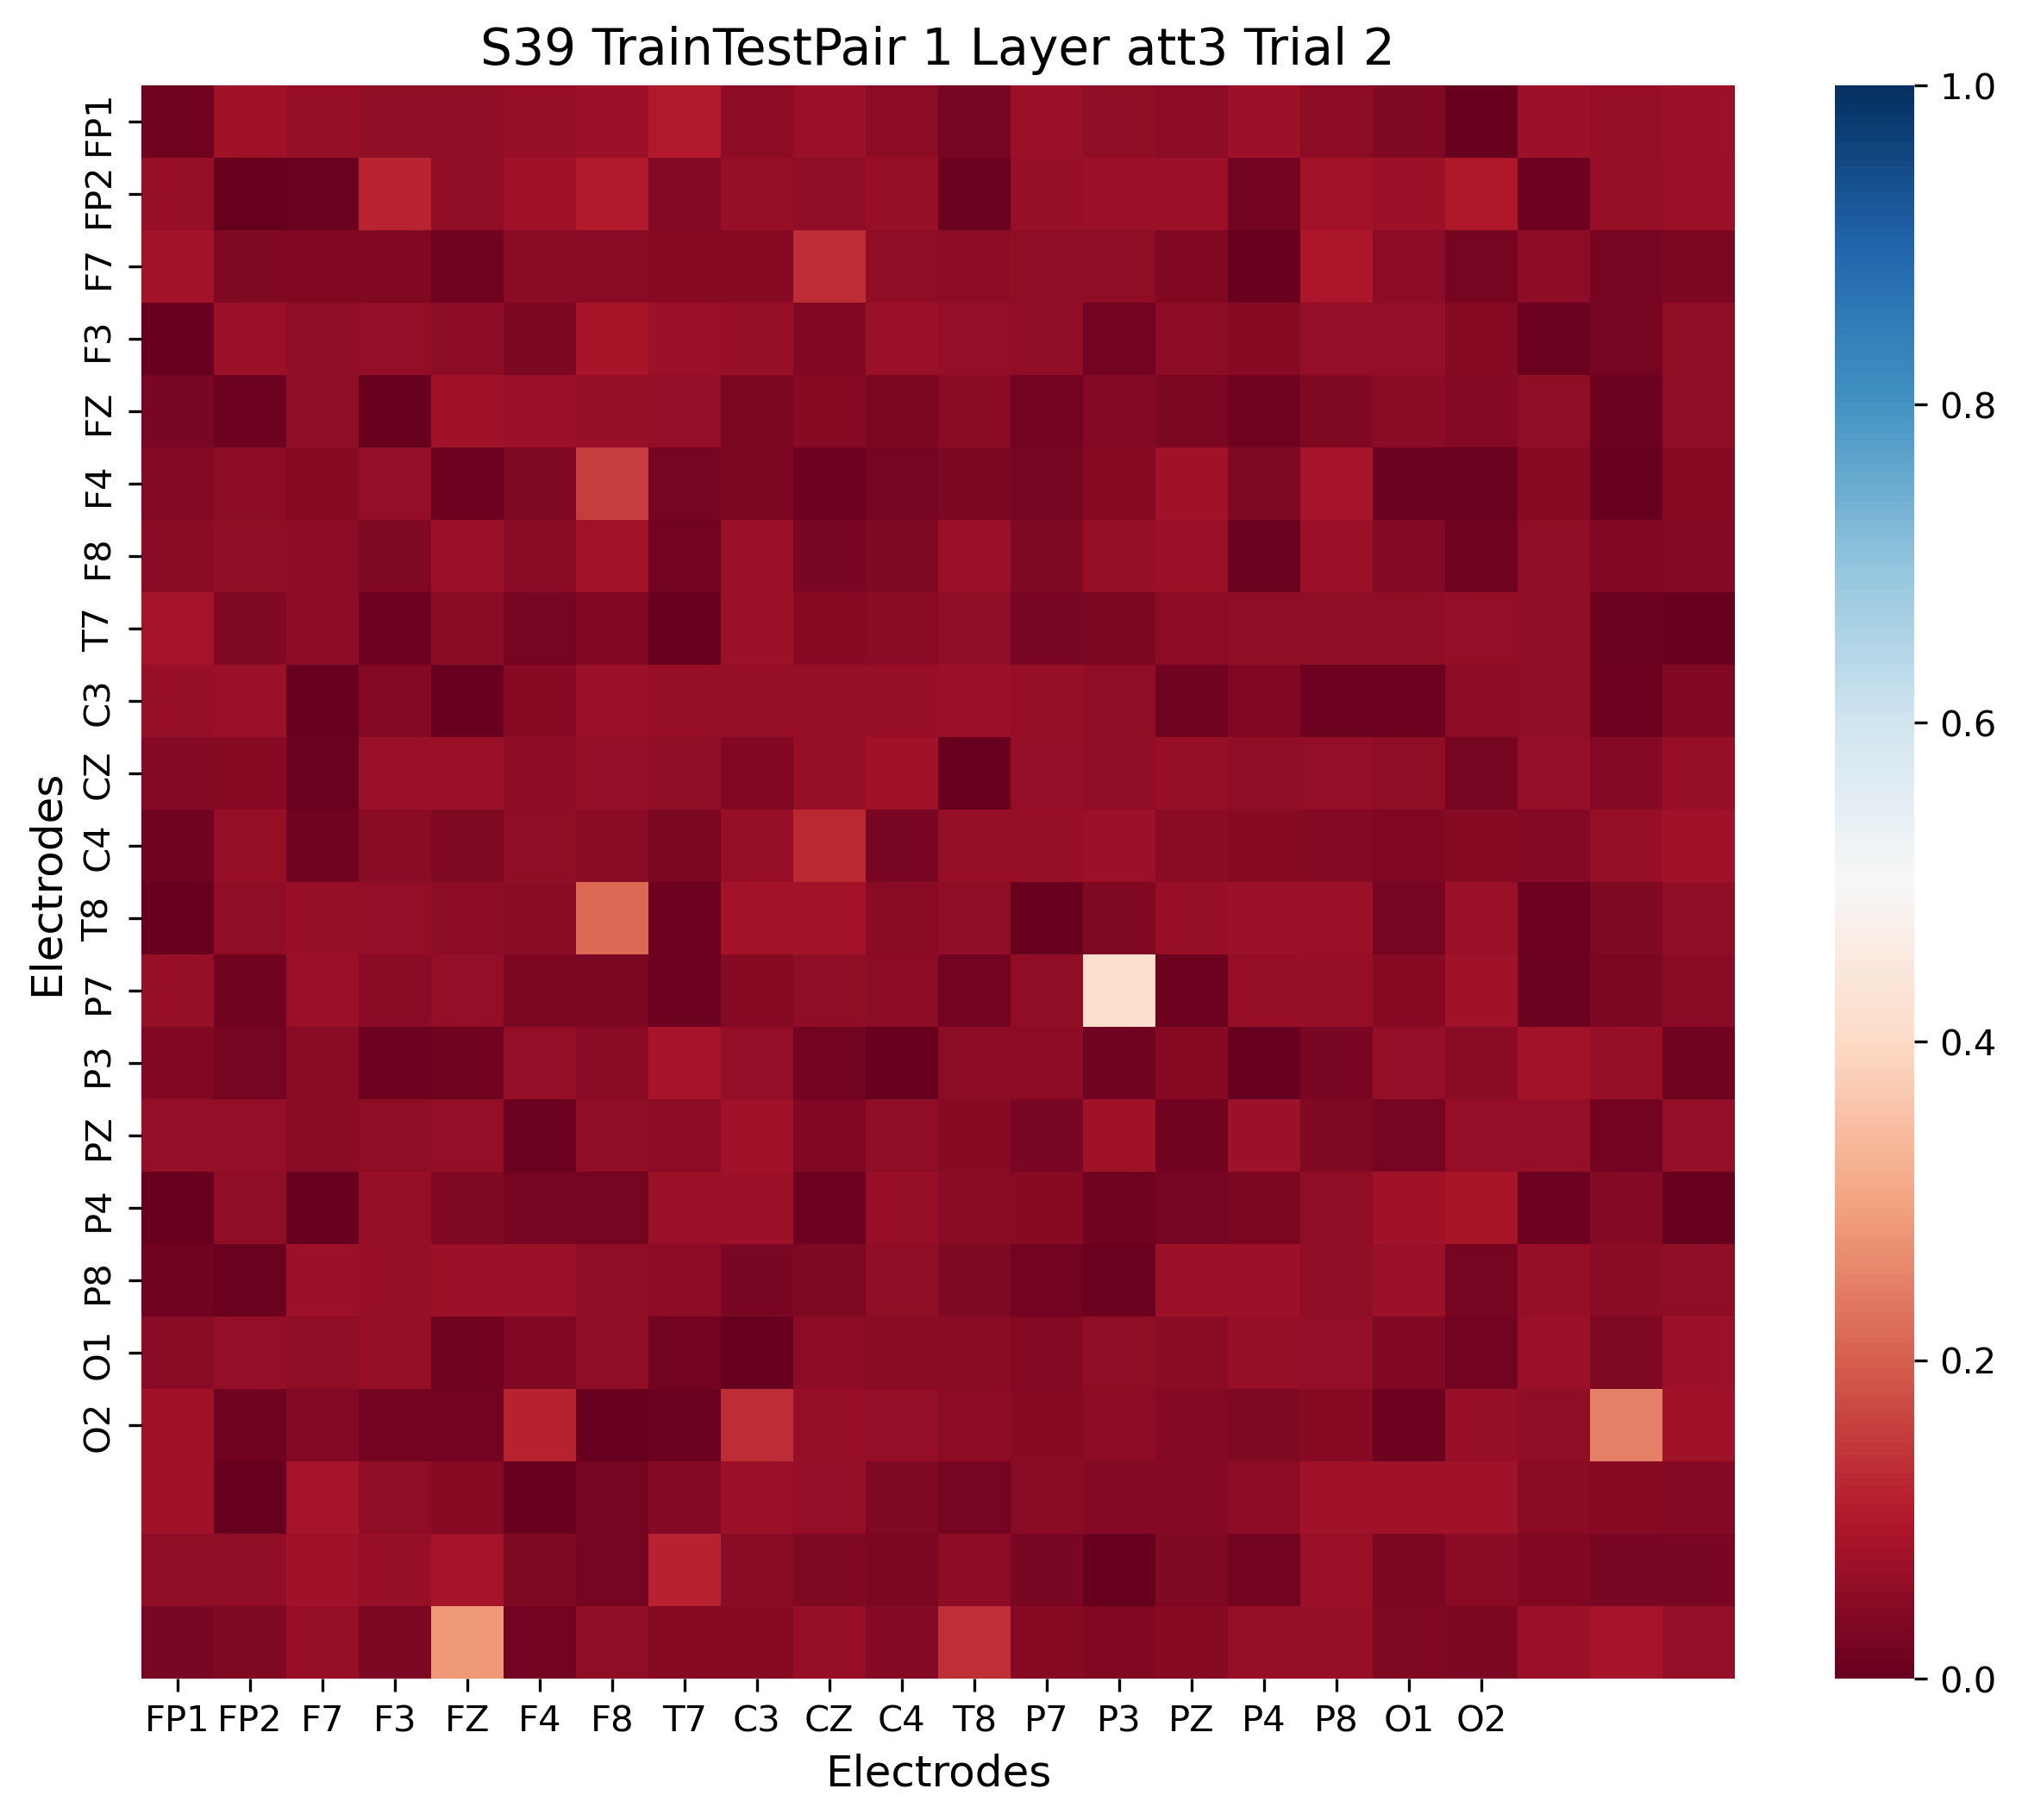 S39 TrainTestPair 1 Layer att3 Trial 2
Electrodes
FP1
FP2
F7
F3
FZ
F4
F8
T7
C3
CZ
C4
T8
P7
P3
PZ
P4
P8
O1
O2
FP1 FP2 F7 F3 FZ F4 F8 T7 C3 CZ C4 T8 P7 P3 PZ P4 P8 O1 O2
Electrodes
1.0
0.8
0.6
0.4
0.2
0.0